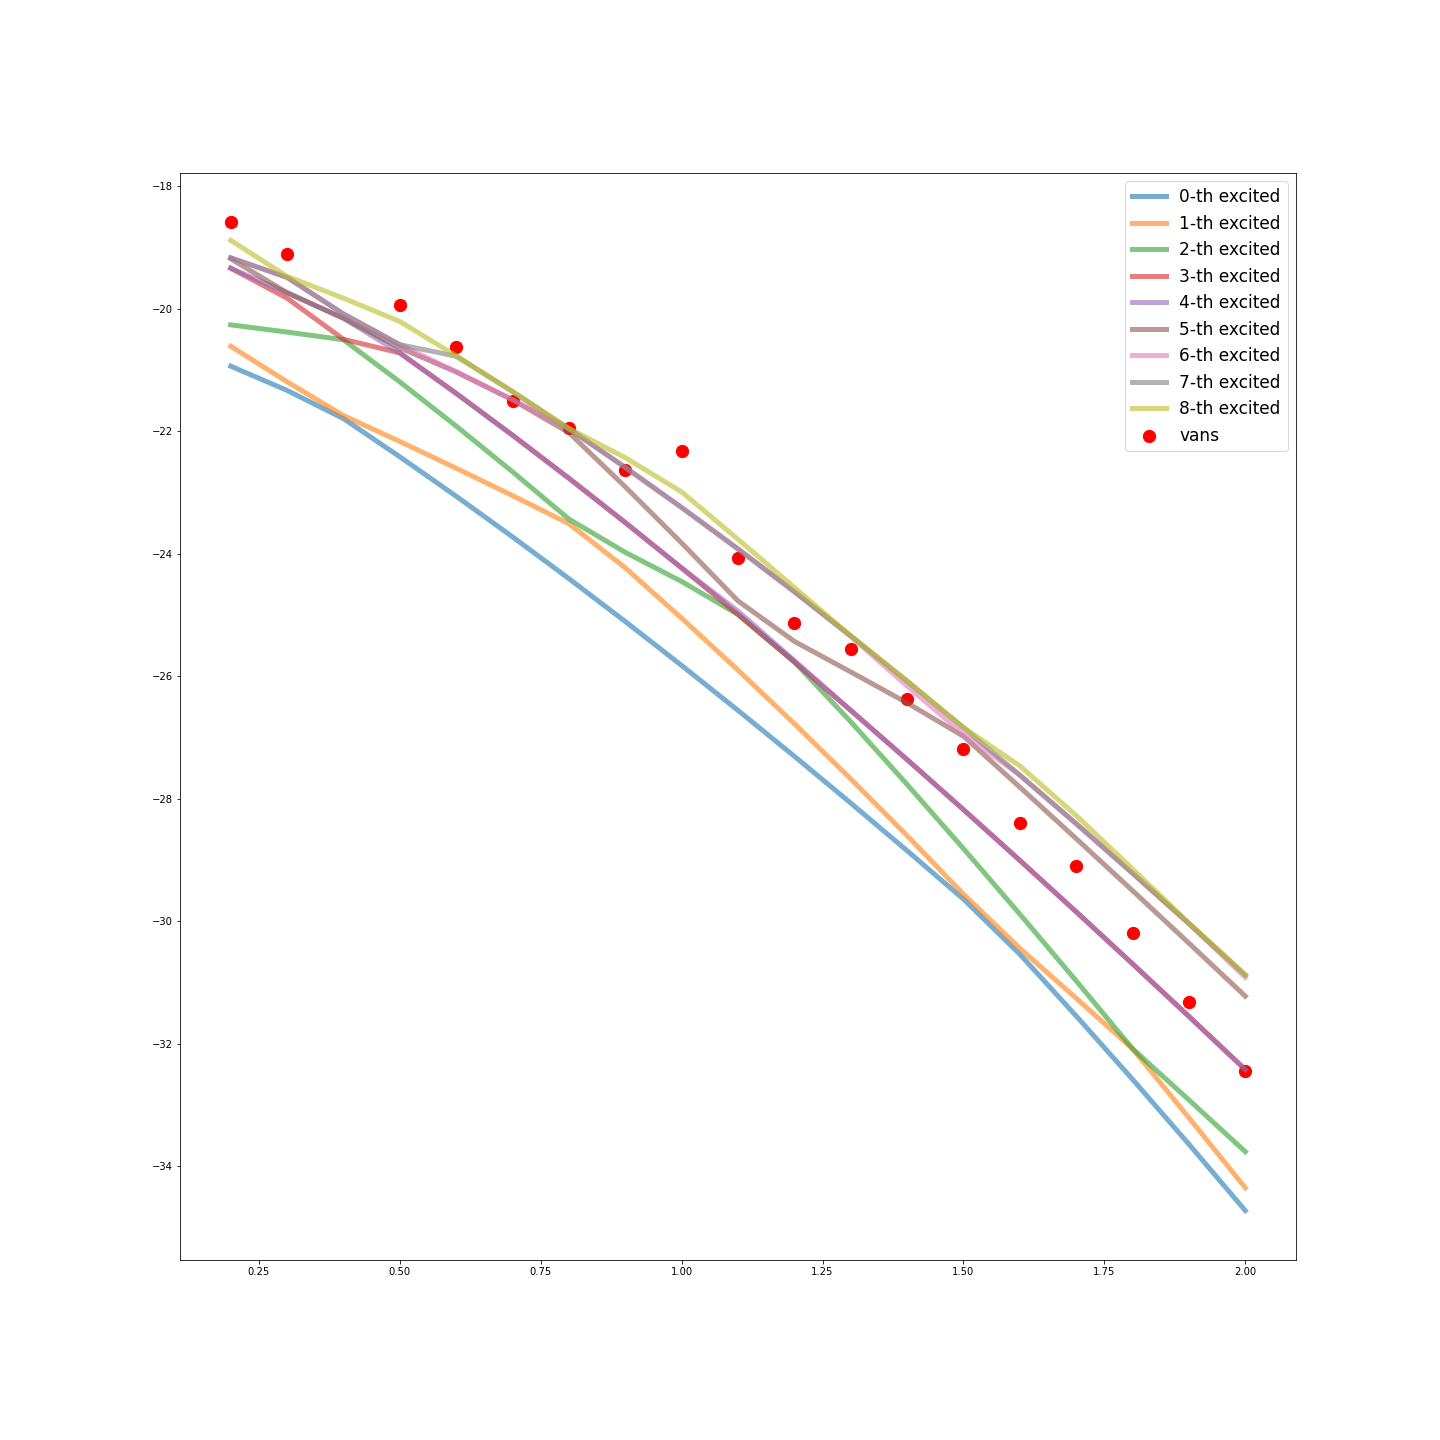 −18
−20
−22
−24
−26
−28
−30
−32
−34
0.25 0.50 0.75 1.00 1.25 1.50 1.75 2.00
0-th excited
1-th excited
2-th excited
3-th excited
4-th excited
5-th excited
6-th excited
7-th excited
8-th excited
vans